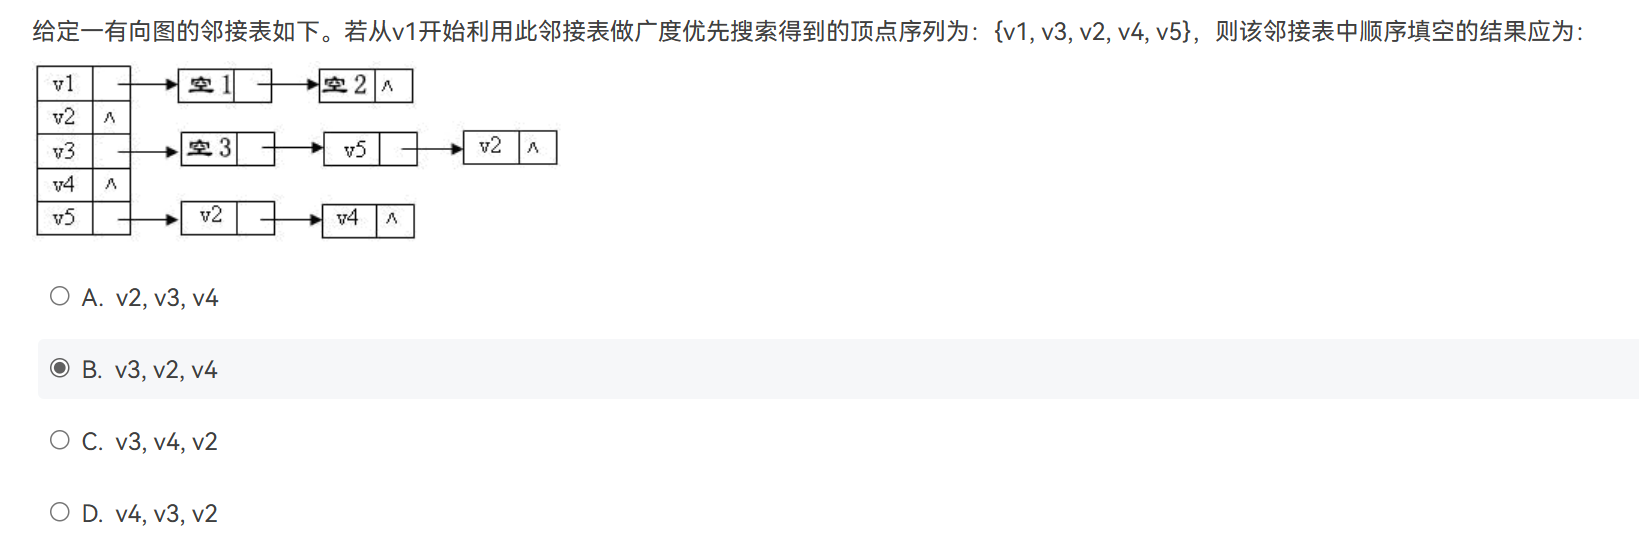 给定一有向图的邻接表如下。若从v1开始利用此邻接表做广度优先搜索得到的顶点序列为：{v1, v3, v2, v4, v5}，则该邻接表中顺序填空的结果应为：
v1 空1 空2 ∧
v2 ∧
v3 空3 v5 v2 ∧
v4 ∧
v5 v2 v4 ∧
A. v2, v3, v4
B. v3, v2, v4
C. v3, v4, v2
D. v4, v3, v2